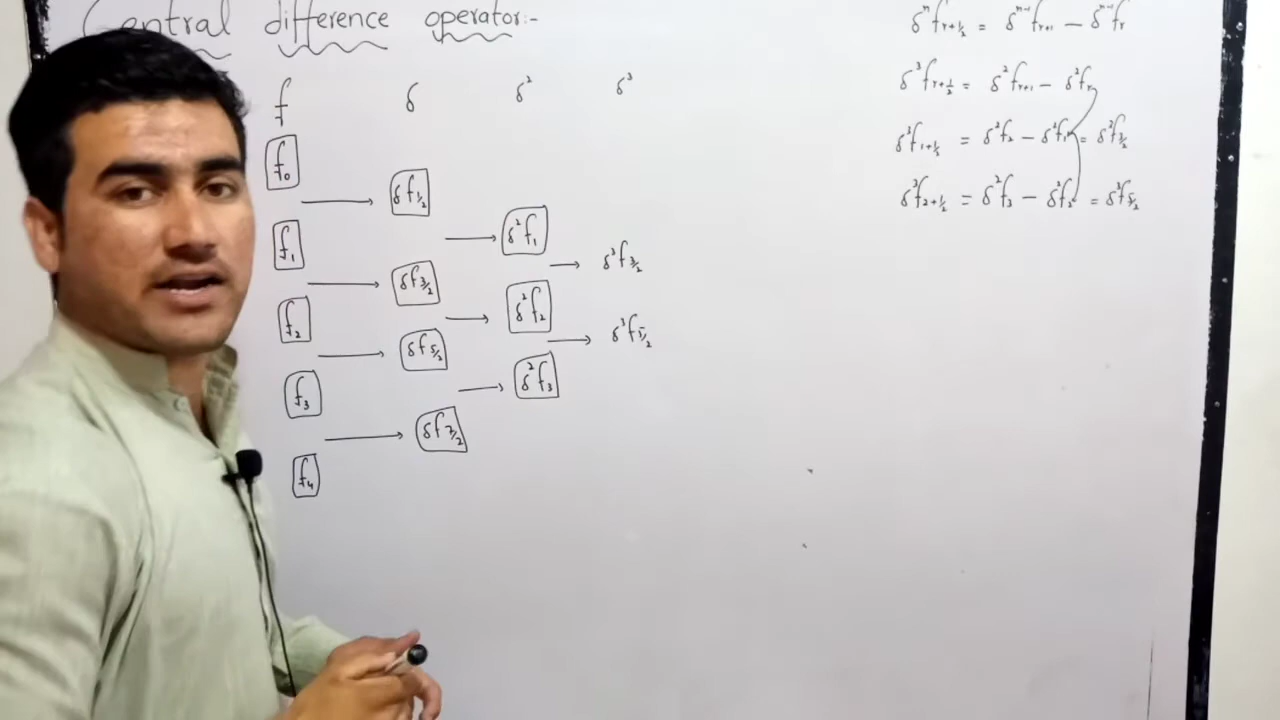 Central difference operator:-
f δ δ² δ³
f₀
δf₁/₂
f₁ δ²f₁
δf₃/₂ δ³f₃/₂
f₂ δ²f₂
δf₅/₂ δ³f₅/₂
f₃ δ²f₃
δf₇/₂
f₄
δⁿfᵣ₊₁/₂ = δⁿ⁻¹fᵣ₊₁ − δⁿ⁻¹fᵣ
δ³fᵣ₊₁/₂ = δ²fᵣ₊₁ − δ²fᵣ
δ³f₁₊₁/₂ = δ²f₂ − δ²f₁ = δ³f₃/₂
δ³f₂₊₁/₂ = δ²f₃ − δ²f₂ = δ³f₅/₂